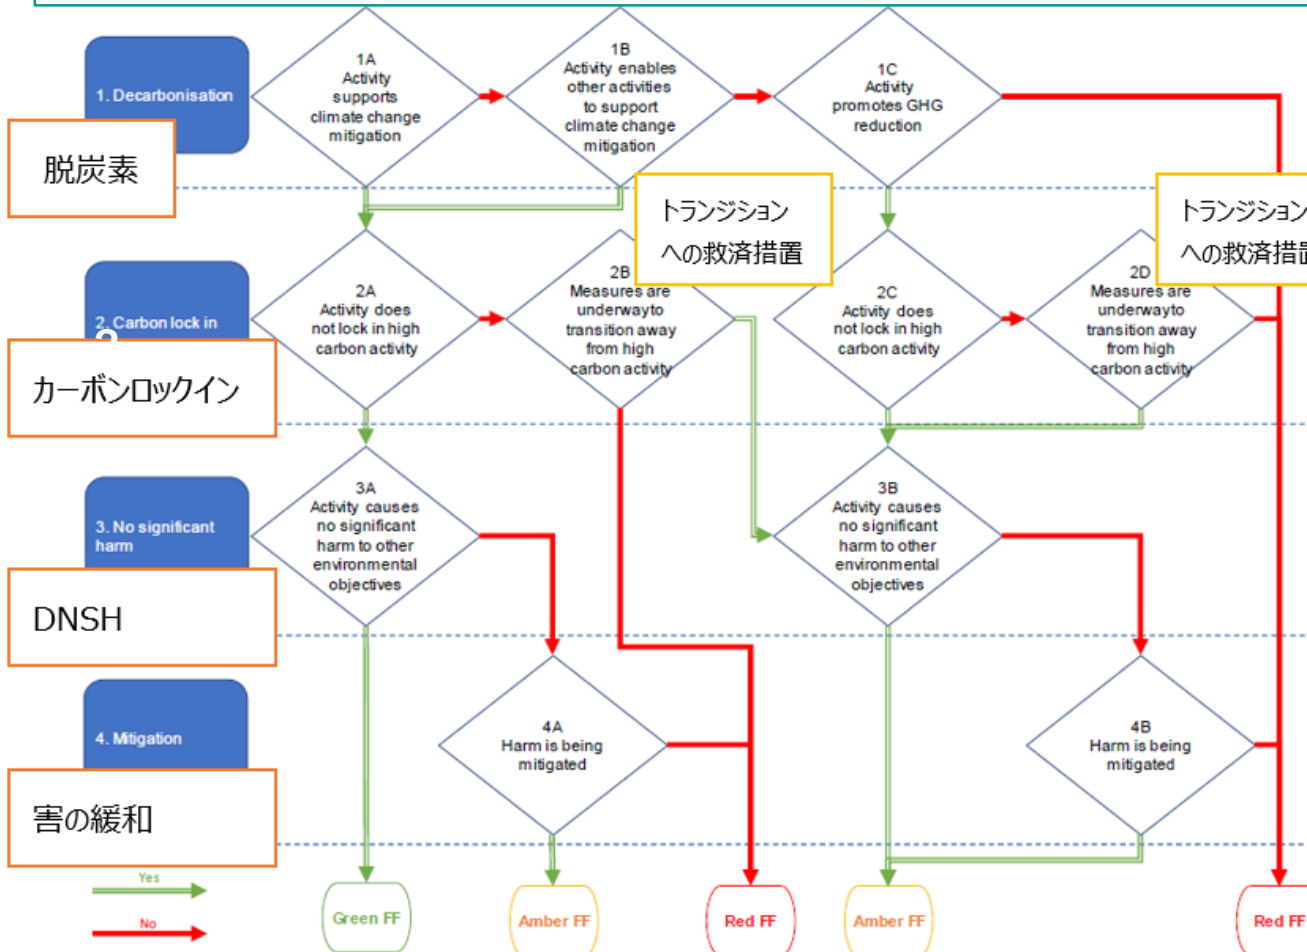 1. Decarbonisation
脱炭素
1A
Activity
supports
climate change
mitigation
1B
Activity enables
other activities
to support
climate change
mitigation
1C
Activity
promotes GHG
reduction
トランジション
への救済措置
トランジション
への救済措置
2. Carbon lock in
カーボンロックイン
2A
Activity does
not lock in high
carbon activity
2B
Measures are
underwayto
transition away
from high
carbon activity
2C
Activity does
not lock in high
carbon activity
2D
Measures are
underwayto
transition away
from high
carbon activity
3. No significant
harm
DNSH
3A
Activity causes
no significant
harm to other
environmental
objectives
3B
Activity causes
no significant
harm to other
environmental
objectives
4. Mitigation
害の緩和
4A
Harm is being
mitigated
4B
Harm is being
mitigated
Yes
No
Green FF
Amber FF
Red FF
Amber FF
Red FF